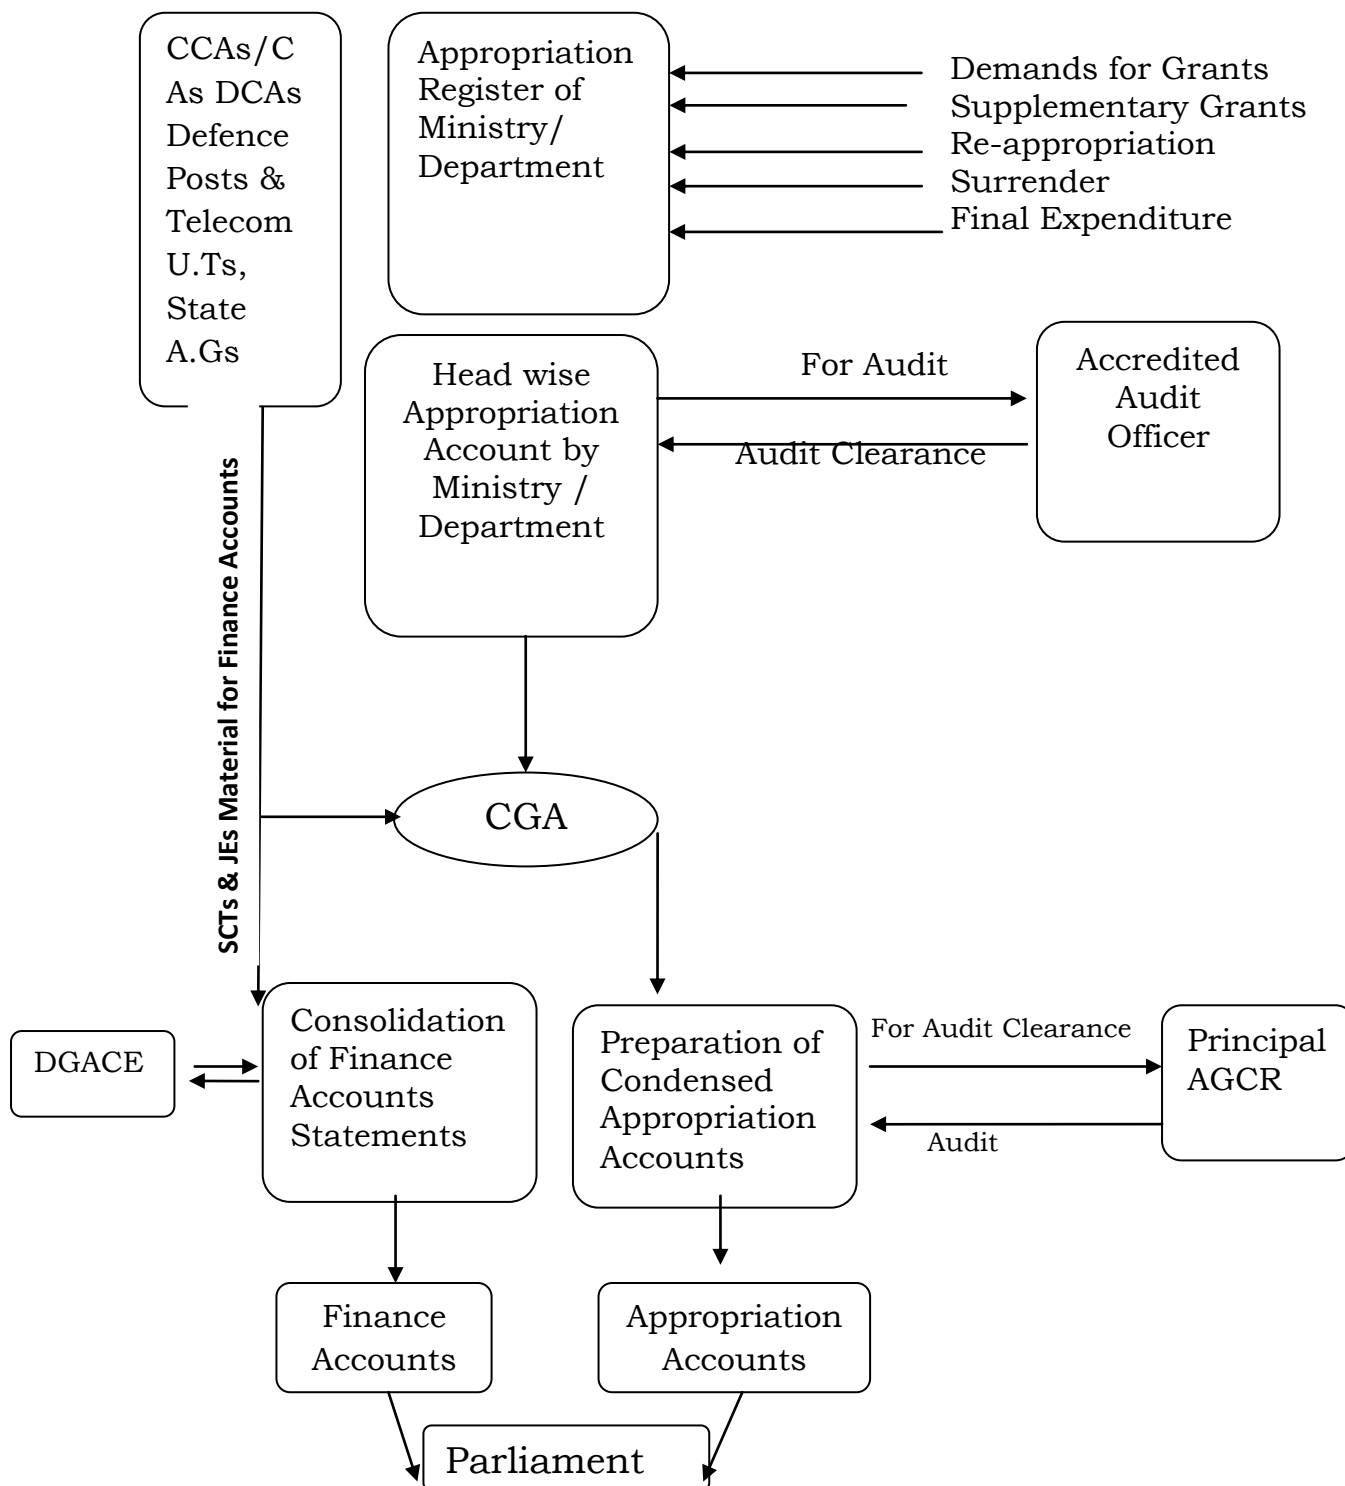 CCAs/C
As DCAs
Defence
Posts &
Telecom
U.Ts,
State
A.Gs
Appropriation
Register of
Ministry/
Department
Demands for Grants
Supplementary Grants
Re-appropriation
Surrender
Final Expenditure
Head wise
Appropriation
Account by
Ministry /
Department
For Audit
Audit Clearance
Accredited
Audit
Officer
SCTs & JEs Material for Finance Accounts
CGA
DGACE
Consolidation
of Finance
Accounts
Statements
Preparation of
Condensed
Appropriation
Accounts
For Audit Clearance
Audit
Principal
AGCR
Finance
Accounts
Appropriation
Accounts
Parliament